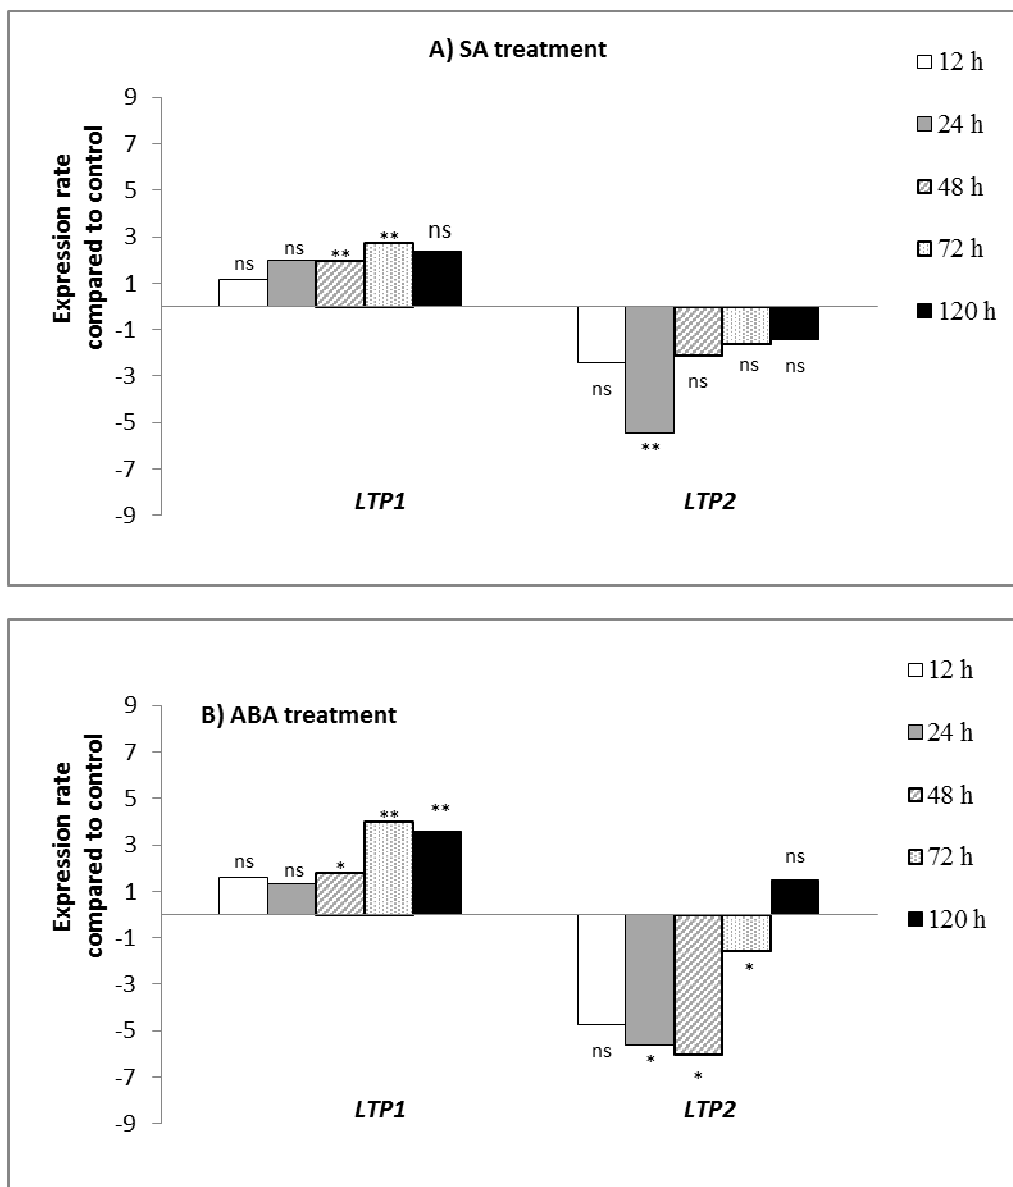 A) SA treatment
Expression rate
compared to control
9
7
5
3
1
-1
-3
-5
-7
-9
ns
ns
**
**
ns
ns
**
ns
ns
ns
LTP1
LTP2
12 h
24 h
48 h
72 h
120 h
B) ABA treatment
Expression rate
compared to control
9
7
5
3
1
-1
-3
-5
-7
-9
ns
ns
*
**
**
ns
*
*
*
ns
LTP1
LTP2
12 h
24 h
48 h
72 h
120 h